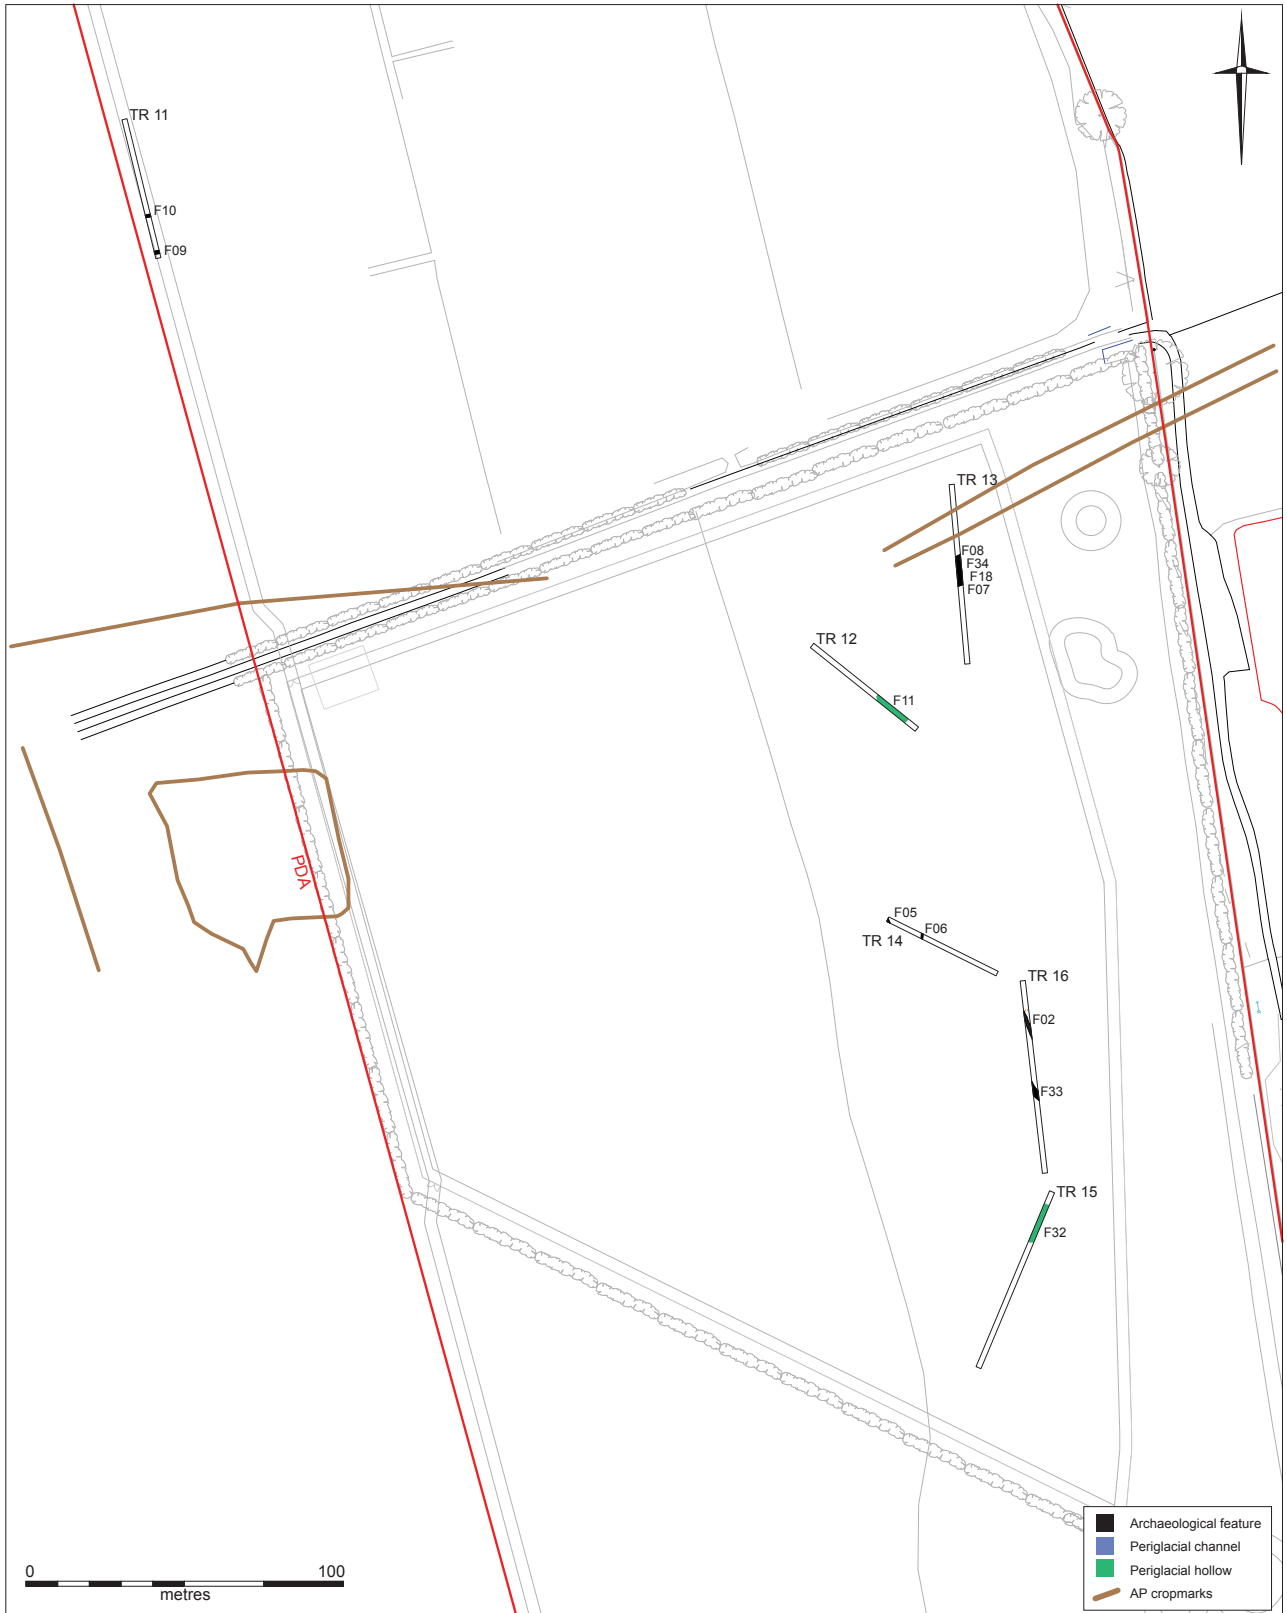 TR 11
F10
F09
TR 13
F08
F34
F18
F07
TR 12
F11
PDA
F05
F06
TR 14
TR 16
F02
F33
TR 15
F32
0 100
metres
Archaeological feature
Periglacial channel
Periglacial hollow
AP cropmarks